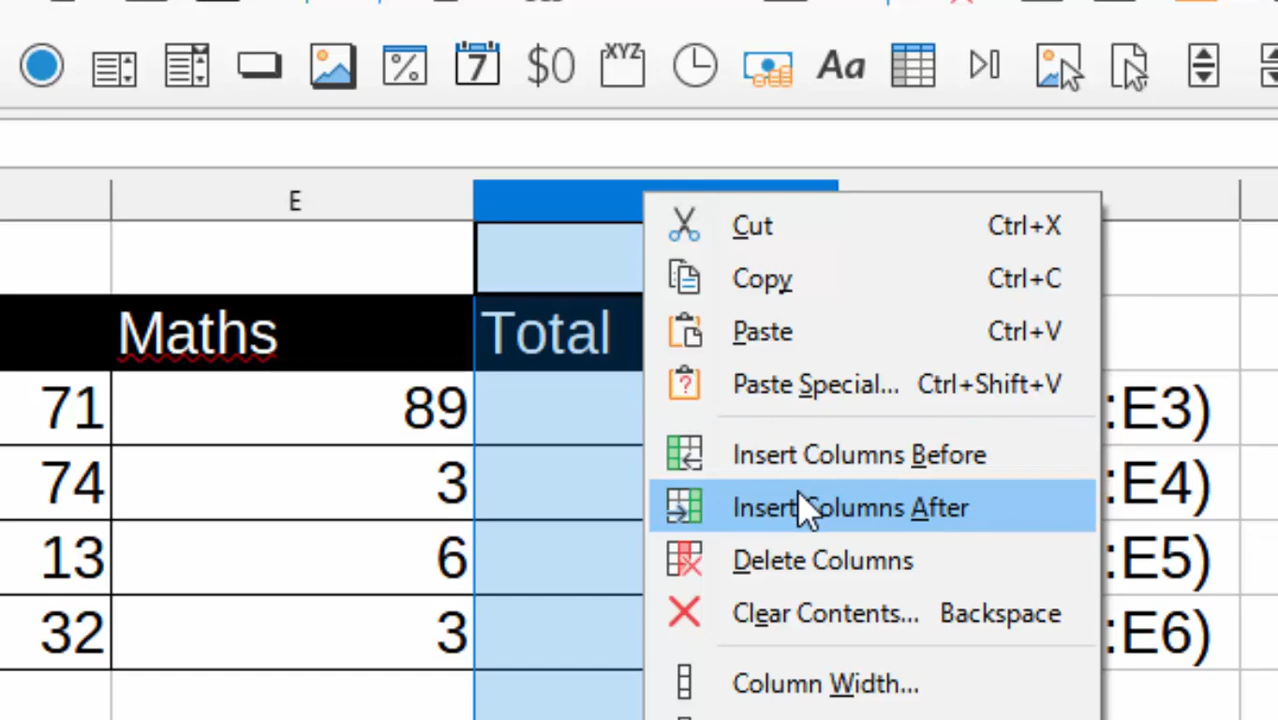 7 $0 XYZ Aa
E
Cut Ctrl+X
Copy Ctrl+C
Maths Total Paste Ctrl+V
71 89 Paste Special... Ctrl+Shift+V :E3)
74 3 Insert Columns Before :E4)
Insert Columns After
13 6 Delete Columns :E5)
32 3 Clear Contents... Backspace :E6)
Column Width...